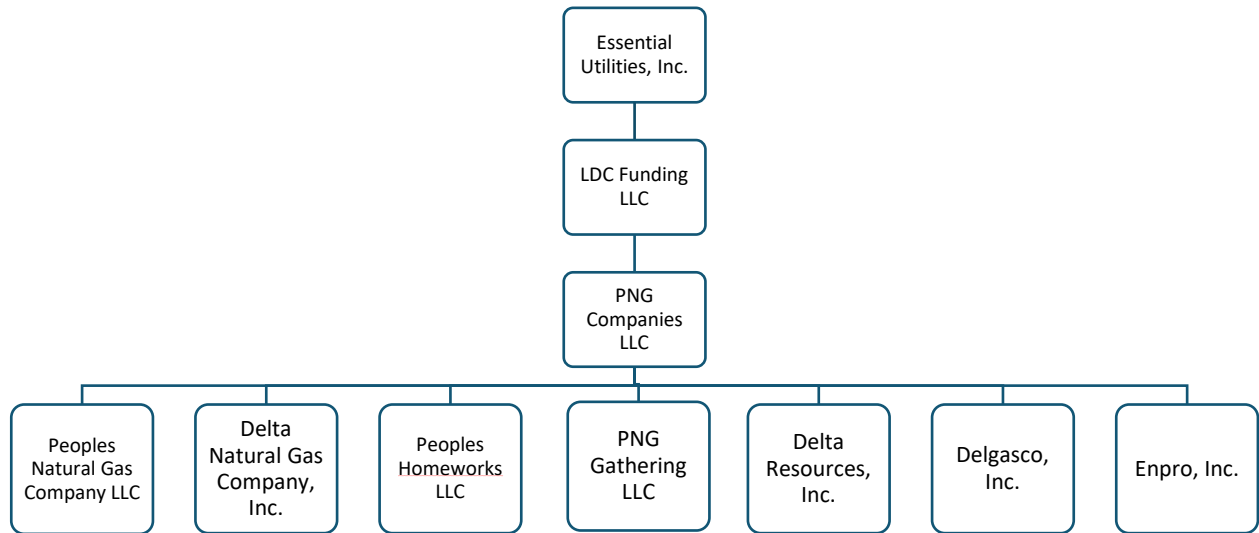 Essential
Utilities, Inc.
LDC Funding
LLC
PNG
Companies
LLC
Peoples
Natural Gas
Company LLC
Delta
Natural Gas
Company,
Inc.
Peoples
Homeworks
LLC
PNG
Gathering
LLC
Delta
Resources,
Inc.
Delgasco,
Inc.
Enpro, Inc.